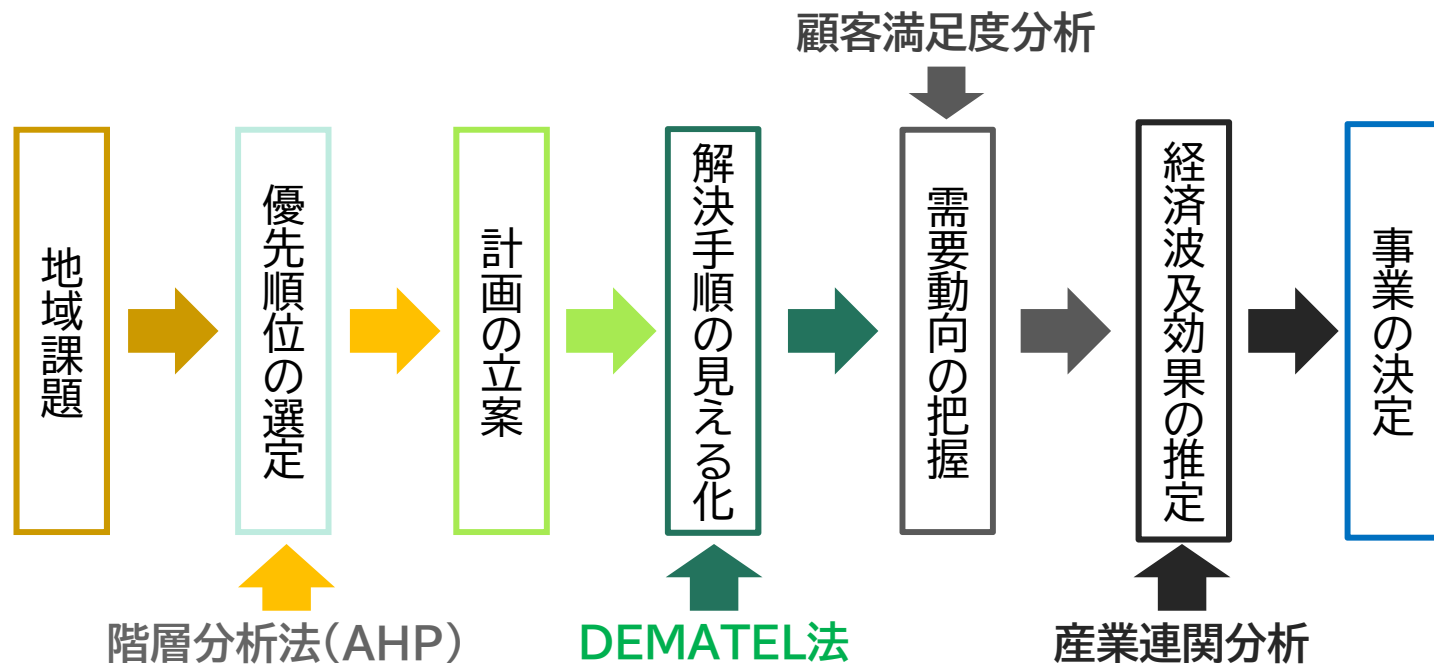 顧客満足度分析
地域課題
優先順位の選定
計画の立案
解決手順の見える化
需要動向の把握
経済波及効果の推定
事業の決定
階層分析法(AHP)
DEMATEL法
産業連関分析